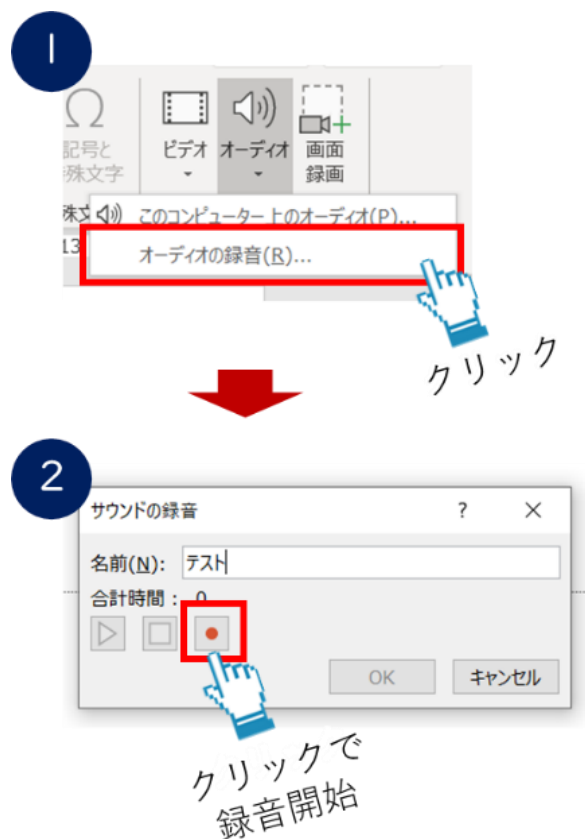 1
Ω
記号と
殊文字
ビデオ
オーディオ
画面
録画
殊文
このコンピューター上のオーディオ(P)...
13
オーディオの録音(R)...
クリック
2
サウンドの録音 ? ×
名前(N): テスト
合計時間 : 0
OK キャンセル
クリックで
録音開始